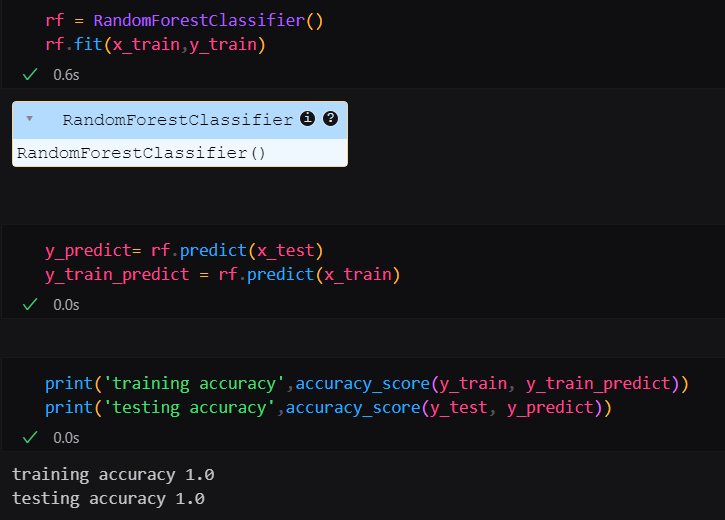 rf = RandomForestClassifier()
rf.fit(x_train,y_train)
0.6s
RandomForestClassifier i ?
RandomForestClassifier()
y_predict= rf.predict(x_test)
y_train_predict = rf.predict(x_train)
0.0s
print('training accuracy',accuracy_score(y_train, y_train_predict))
print('testing accuracy',accuracy_score(y_test, y_predict))
0.0s
training accuracy 1.0
testing accuracy 1.0